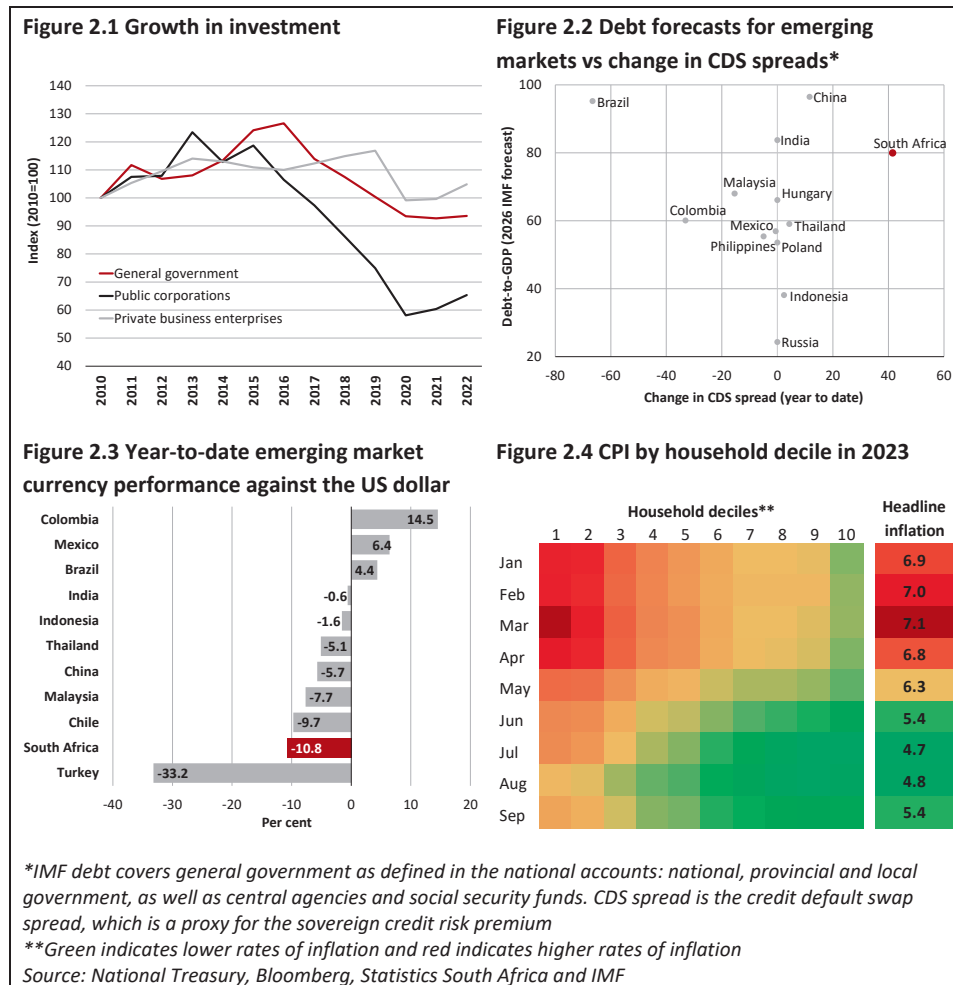 Figure 2.1 Growth in investment
Index (2010=100)
140
130
120
110
100
90
80
70
60
50
40
General government
Public corporations
Private business enterprises
2010
2011
2012
2013
2014
2015
2016
2017
2018
2019
2020
2021
2022
Figure 2.2 Debt forecasts for emerging
markets vs change in CDS spreads*
Debt-to-GDP (2026 IMF forecast)
100
80
60
40
20
Brazil
China
India
South Africa
Malaysia
Hungary
Colombia
Mexico
Thailand
Philippines
Poland
Indonesia
Russia
-80 -60 -40 -20 0 20 40 60
Change in CDS spread (year to date)
Figure 2.3 Year-to-date emerging market
currency performance against the US dollar
Colombia 14.5
Mexico 6.4
Brazil 4.4
India -0.6
Indonesia -1.6
Thailand -5.1
China -5.7
Malaysia -7.7
Chile -9.7
South Africa -10.8
Turkey -33.2
-40 -30 -20 -10 0 10 20
Per cent
Figure 2.4 CPI by household decile in 2023
Household deciles**
Headline
inflation
1 2 3 4 5 6 7 8 9 10
Jan 6.9
Feb 7.0
Mar 7.1
Apr 6.8
May 6.3
Jun 5.4
Jul 4.7
Aug 4.8
Sep 5.4
*IMF debt covers general government as defined in the national accounts: national, provincial and local
government, as well as central agencies and social security funds. CDS spread is the credit default swap
spread, which is a proxy for the sovereign credit risk premium
**Green indicates lower rates of inflation and red indicates higher rates of inflation
Source: National Treasury, Bloomberg, Statistics South Africa and IMF